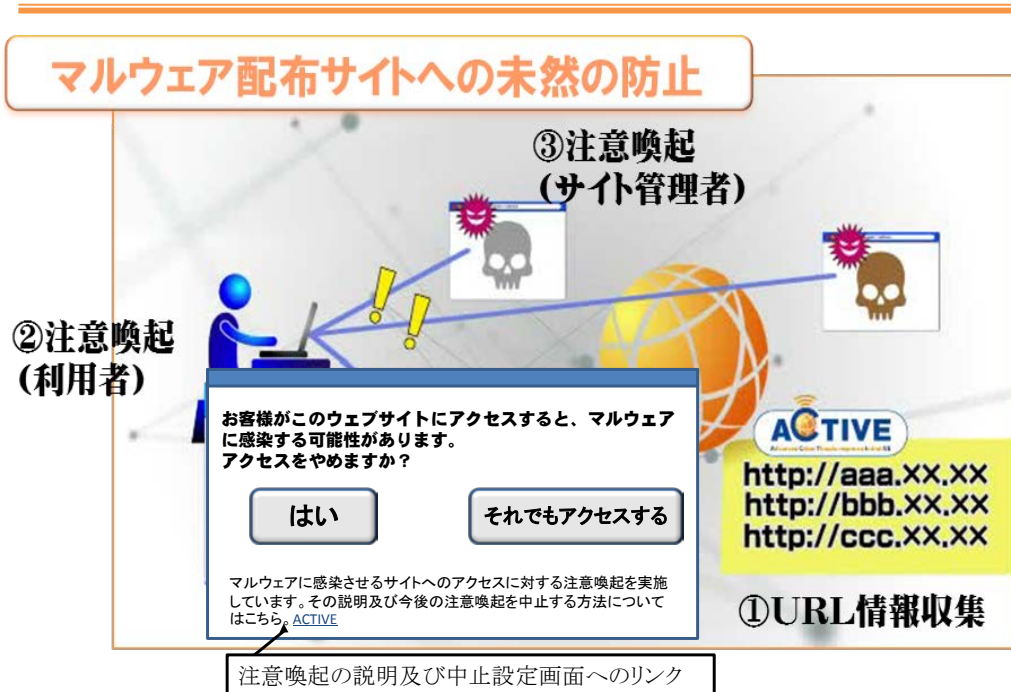 マルウェア配布サイトへの未然の防止
③注意喚起
(サイト管理者)
②注意喚起
(利用者)
お客様がこのウェブサイトにアクセスすると、マルウェア
に感染する可能性があります。
アクセスをやめますか？
はい
それでもアクセスする
マルウェアに感染させるサイトへのアクセスに対する注意喚起を実施
しています。その説明及び今後の注意喚起を中止する方法について
はこちら。ACTIVE
注意喚起の説明及び中止設定画面へのリンク
ACTIVE
http://aaa.XX.XX
http://bbb.XX.XX
http://ccc.XX.XX
①URL情報収集